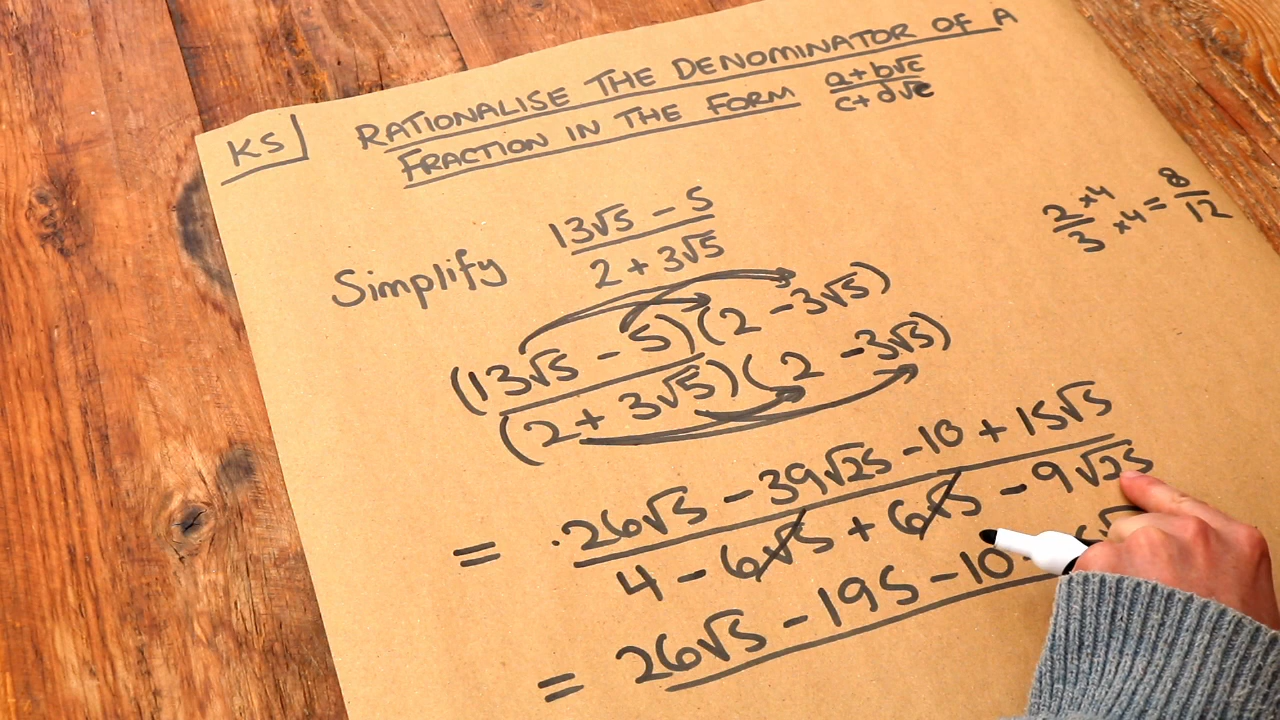 KS
RATIONALISE THE DENOMINATOR OF A
FRACTION IN THE FORM (a+b√c)/(c+d√e)
2×4/3×4 = 8/12
Simplify (13√5 - 5)/(2 + 3√5)
(13√5 - 5)(2 - 3√5)
(2 + 3√5)(2 - 3√5)
= 26√5 - 39√25 - 10 + 15√5
4 - 6√5 + 6√5 - 9√25
= 26√5 - 195 - 10